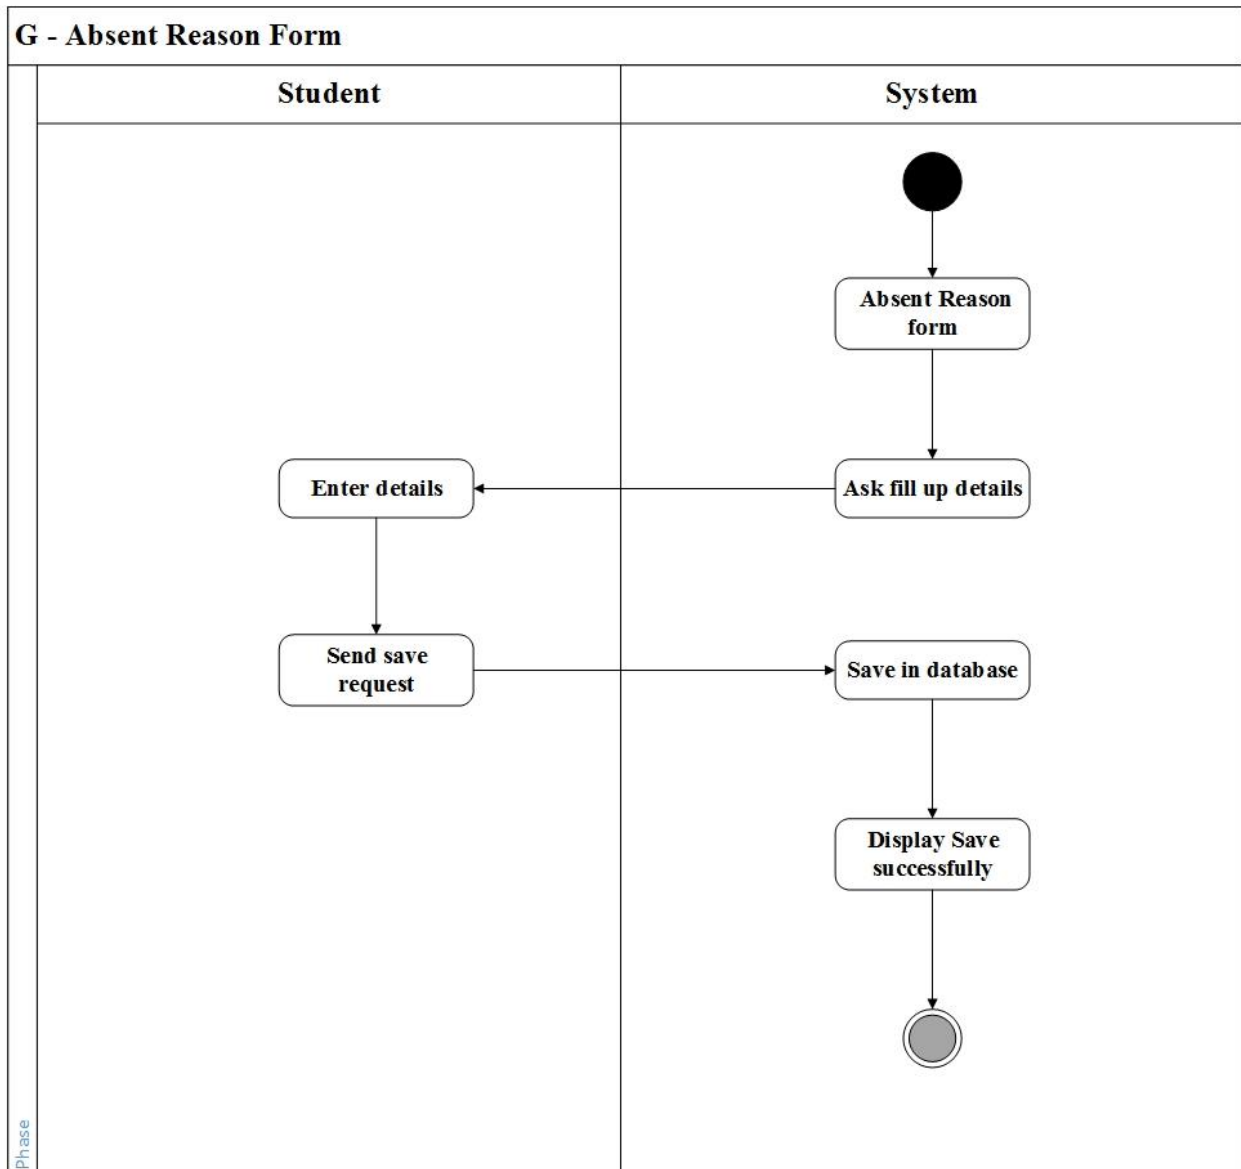 G - Absent Reason Form
Student
System
Absent Reason
form
Enter details
Ask fill up details
Send save
request
Save in database
Display Save
successfully
Phase